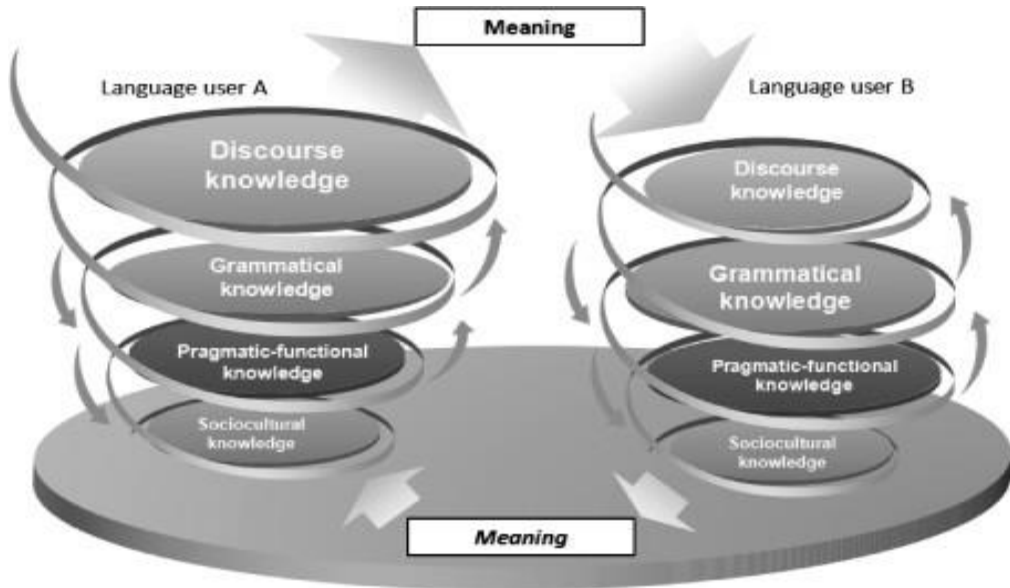 Meaning
Language user A
Language user B
Discourse
knowledge
Grammatical
knowledge
Pragmatic-functional
knowledge
Sociocultural
knowledge
Discourse
knowledge
Grammatical
knowledge
Pragmatic-functional
knowledge
Sociocultural
knowledge
Meaning